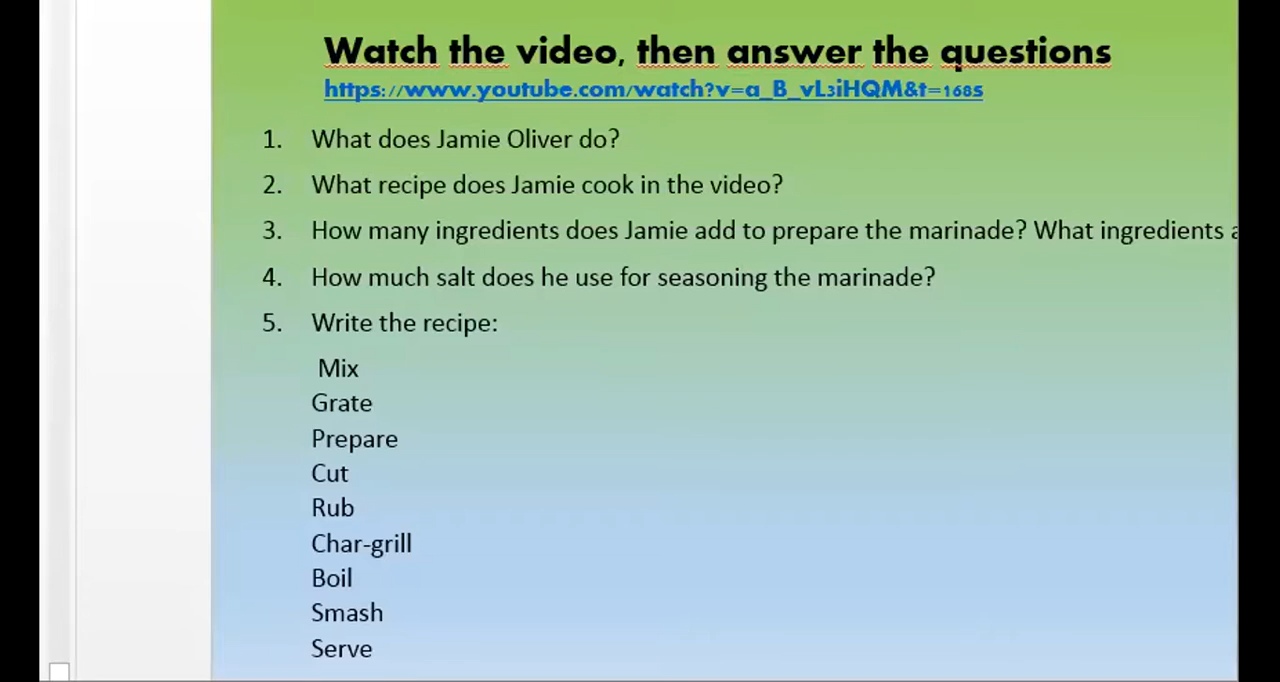 Watch the video, then answer the questions
https://www.youtube.com/watch?v=a_B_vL3iHQM&t=168s
1. What does Jamie Oliver do?
2. What recipe does Jamie cook in the video?
3. How many ingredients does Jamie add to prepare the marinade? What ingredients
4. How much salt does he use for seasoning the marinade?
5. Write the recipe:
Mix
Grate
Prepare
Cut
Rub
Char-grill
Boil
Smash
Serve